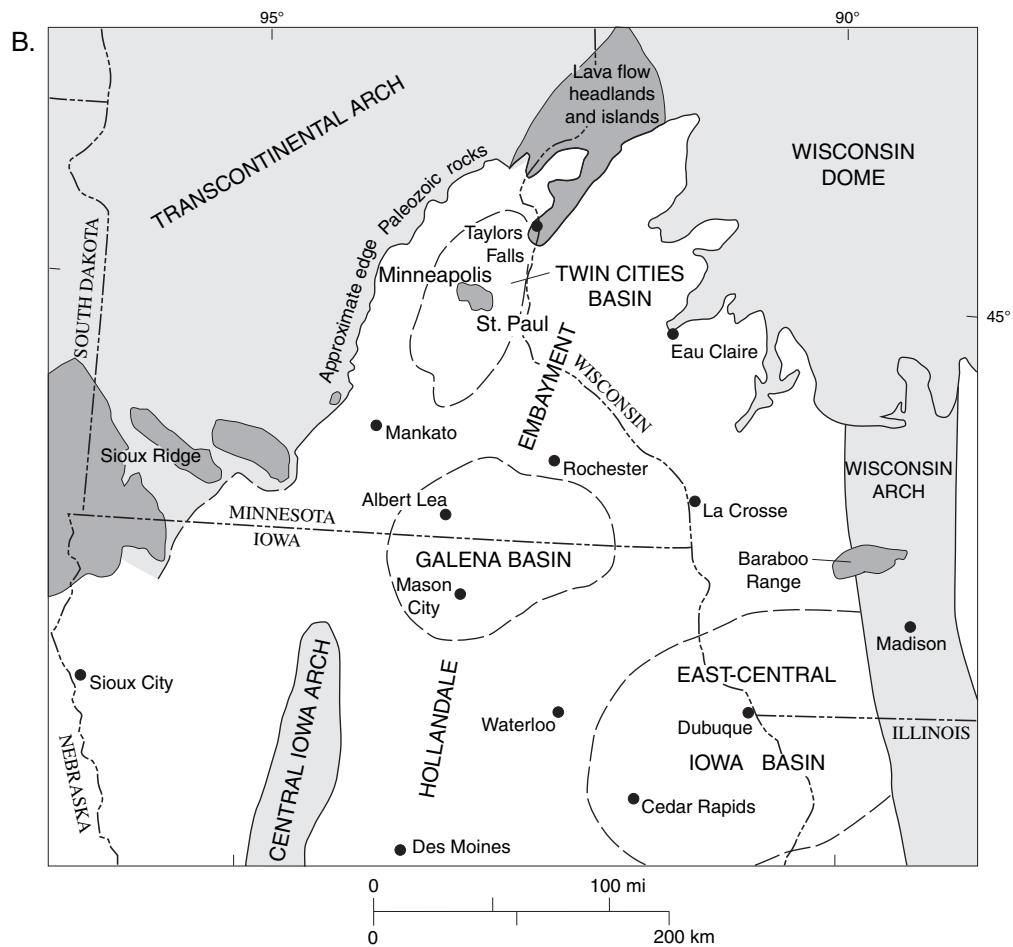 B.
95°
90°
Lava flow
headlands
and islands
TRANSCONTINENTAL ARCH
WISCONSIN
DOME
Approximate edge Paleozoic rocks
SOUTH DAKOTA
Taylors
Falls
Minneapolis
TWIN CITIES
BASIN
St. Paul
45°
Eau Claire
EMBAYMENT
WISCONSIN
Mankato
Sioux Ridge
Rochester
WISCONSIN
ARCH
Albert Lea
La Crosse
MINNESOTA
IOWA
GALENA BASIN
Baraboo
Range
Mason
City
Madison
Sioux City
EAST-CENTRAL
CENTRAL IOWA ARCH
HOLLANDALE
Waterloo
Dubuque
ILLINOIS
NEBRASKA
IOWA BASIN
Cedar Rapids
Des Moines
0 100 mi
0 200 km